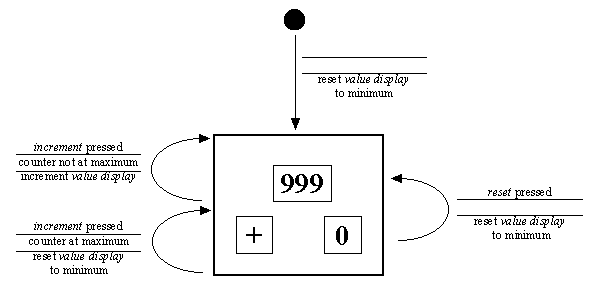 reset value display
to minimum
increment pressed
counter not at maximum
increment value display
999
reset pressed
reset value display
to minimum
increment pressed
counter at maximum
reset value display
to minimum
+
0